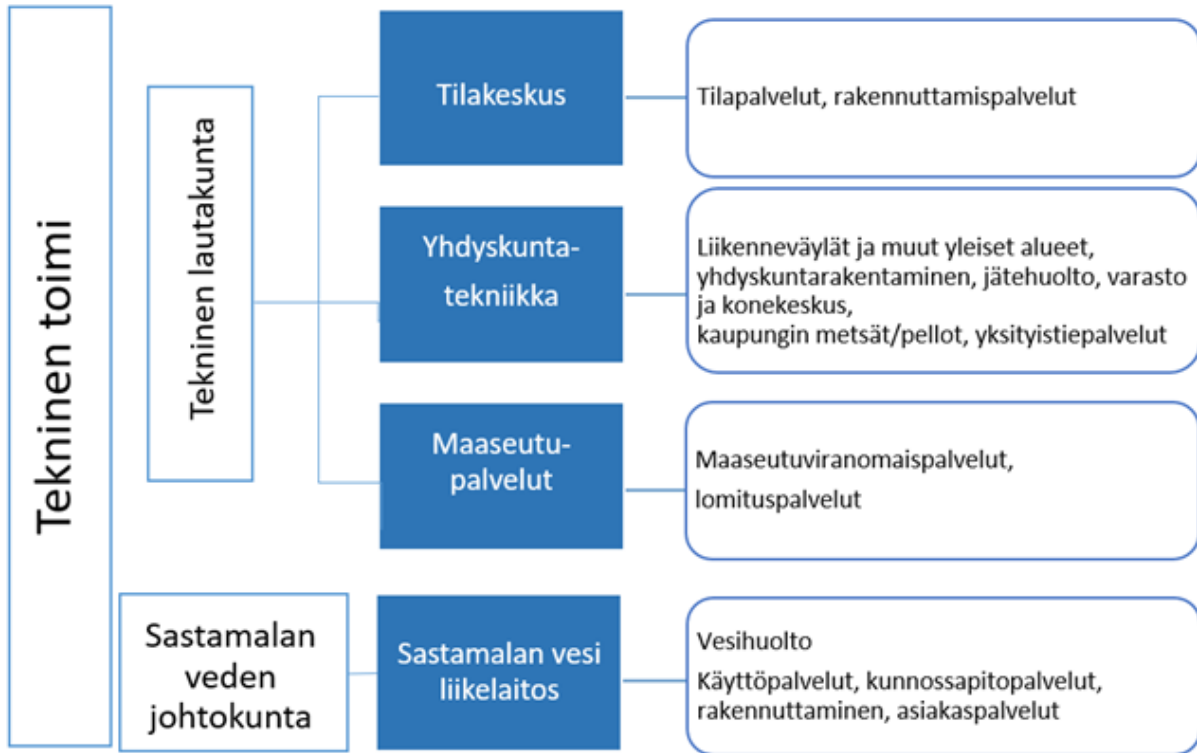 Tekninen toimi
Tekninen lautakunta
Tilakeskus
Tilapalvelut, rakennuttamispalvelut
Yhdyskunta-
tekniikka
Liikenneväylät ja muut yleiset alueet,
yhdyskuntarakentaminen, jätehuolto, varasto
ja konekeskus,
kaupungin metsät/pellot, yksityistiepalvelut
Maaseutu-
palvelut
Maaseutuviranomaispalvelut,
lomituspalvelut
Sastamalan
veden
johtokunta
Sastamalan vesi
liikelaitos
Vesihuolto
Käyttöpalvelut, kunnossapitopalvelut,
rakennuttaminen, asiakaspalvelut